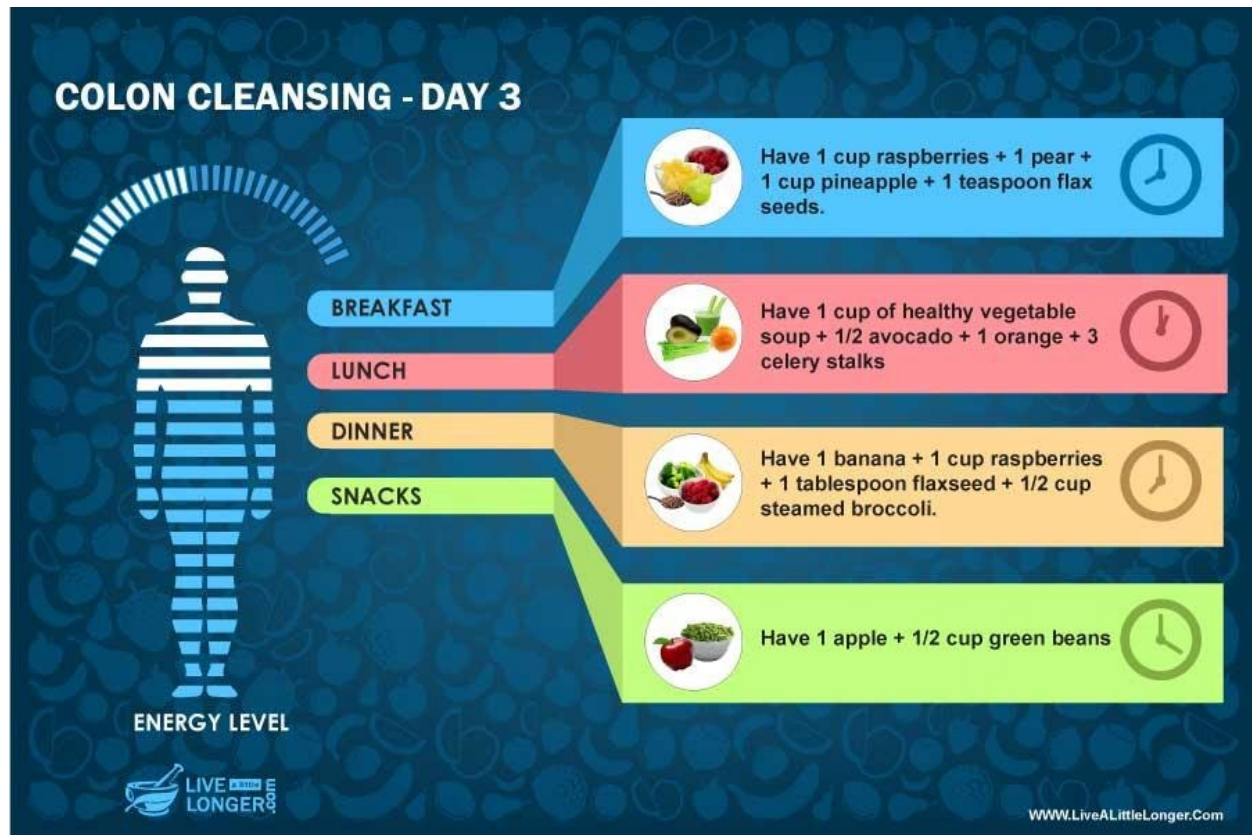 COLON CLEANSING - DAY 3
BREAKFAST
Have 1 cup raspberries + 1 pear +
1 cup pineapple + 1 teaspoon flax
seeds.
LUNCH
Have 1 cup of healthy vegetable
soup + 1/2 avocado + 1 orange + 3
celery stalks
DINNER
Have 1 banana + 1 cup raspberries
+ 1 tablespoon flaxseed + 1/2 cup
steamed broccoli.
SNACKS
Have 1 apple + 1/2 cup green beans
ENERGY LEVEL
LIVE a little
LONGER.com
WWW.LiveALittleLonger.Com